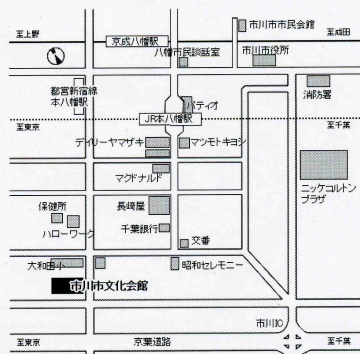 市川市市民会館
至上野
京成八幡駅
至成田
八幡市民談話室
市川市役所
都営新宿線
本八幡駅
パティオ
消防署
JR本八幡駅
至東京
至千葉
デイリーヤマザキ
マツモトキヨシ
マクドナルド
ニッケコルトン
プラザ
保健所
長崎屋
ハローワーク
千葉銀行
交番
大和田小
昭和セレモニー
市川市文化会館
市川IC
至東京
京葉道路
至千葉